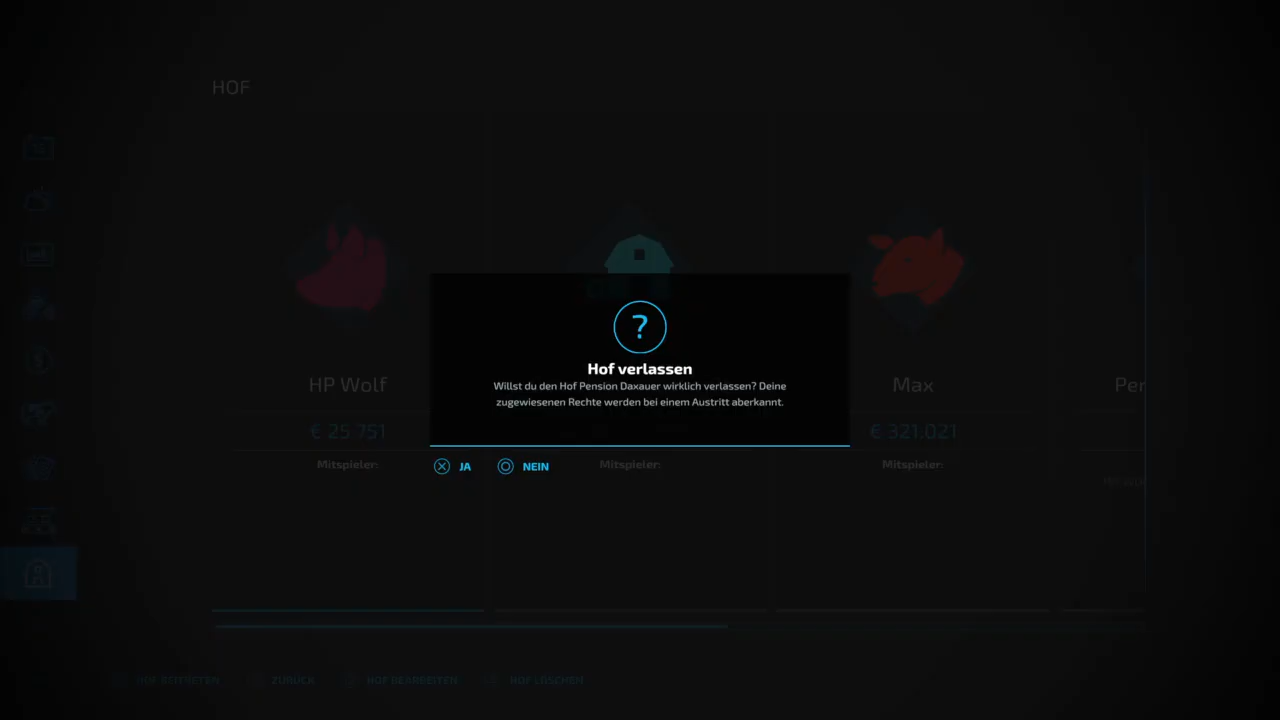 HOF
HP Wolf
€ 25.751
Mitspieler:
Mitspieler:
Max
€ 321.021
Mitspieler:
Per
Hof verlassen
Willst du den Hof Pension Daxauer wirklich verlassen? Deine
zugewiesenen Rechte werden bei einem Austritt aberkannt.
JA
NEIN
HOF BEITRETEN
ZURÜCK
HOF BEARBEITEN
HOF LÖSCHEN